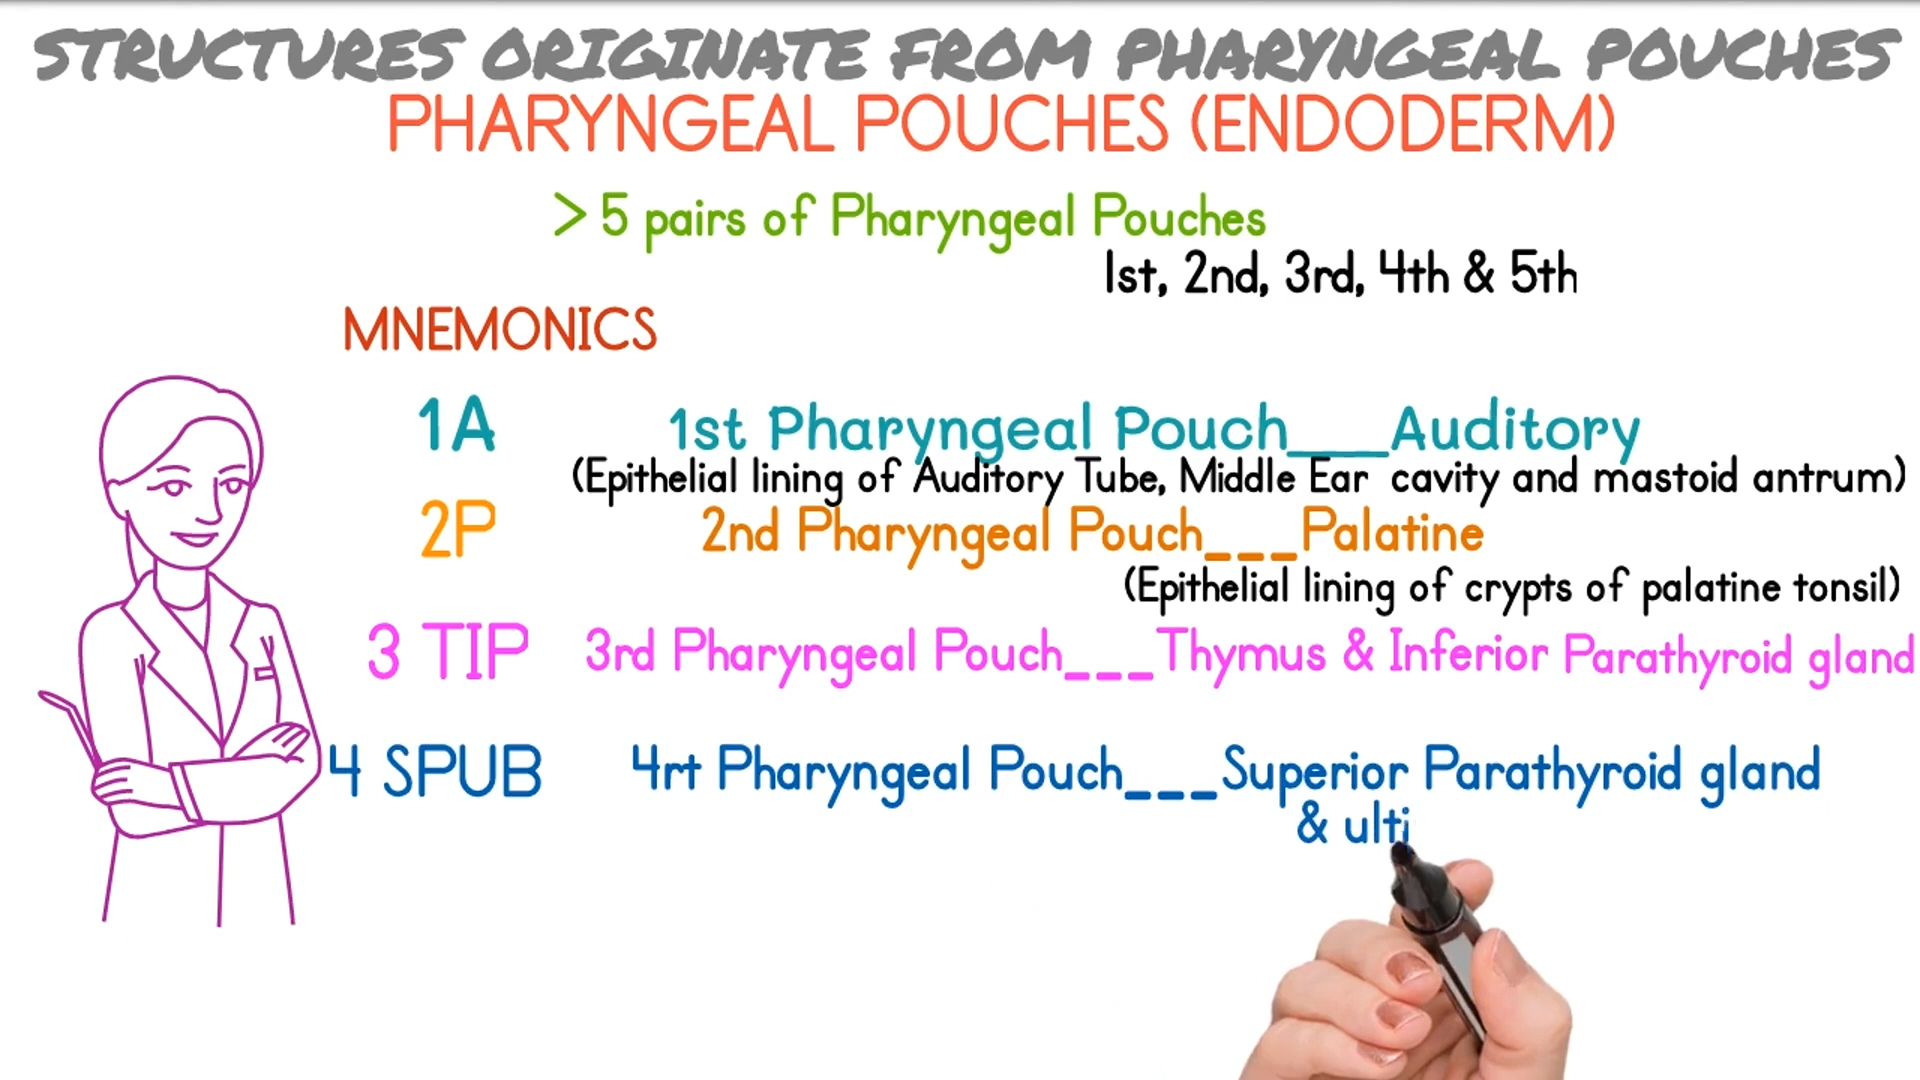 STRUCTURES ORIGINATE FROM PHARYNGEAL POUCHES
PHARYNGEAL POUCHES (ENDODERM)
> 5 pairs of Pharyngeal Pouches
1st, 2nd, 3rd, 4th & 5th
MNEMONICS
1A 1st Pharyngeal Pouch___Auditory
(Epithelial lining of Auditory Tube, Middle Ear cavity and mastoid antrum)
2P 2nd Pharyngeal Pouch___Palatine
(Epithelial lining of crypts of palatine tonsil)
3 TIP 3rd Pharyngeal Pouch___Thymus & Inferior Parathyroid gland
4 SPUB 4rt Pharyngeal Pouch___Superior Parathyroid gland
& ulti